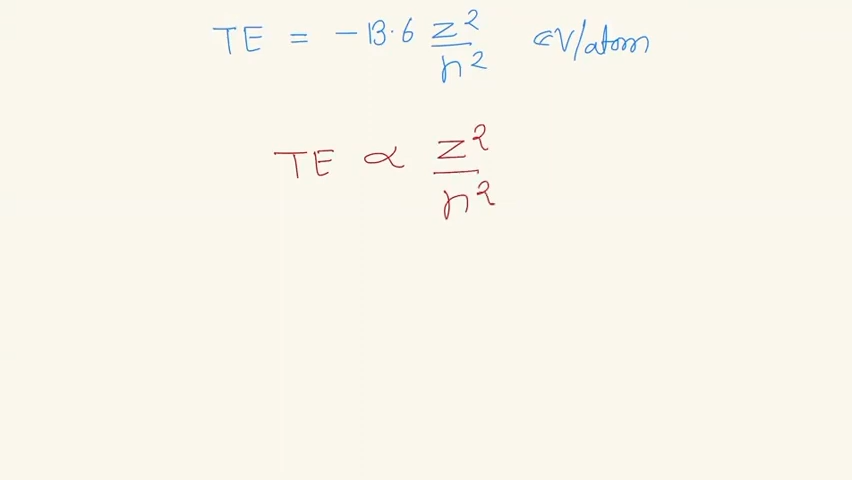 TE = -13.6 z²/n² eV/atom
TE ∝ z²/n²